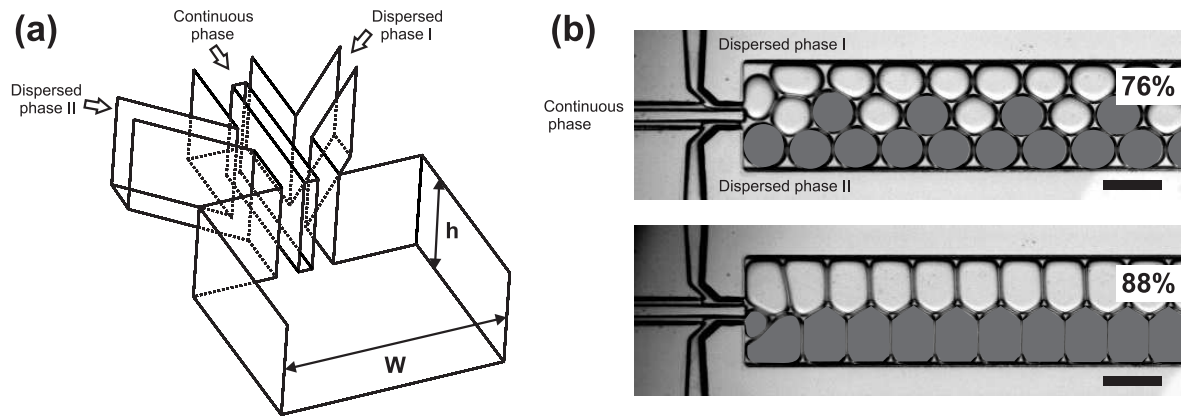 (a)
Continuous
phase
Dispersed
phase I
Dispersed
phase II
h
W
(b)
Dispersed phase I
76%
Continuous
phase
Dispersed phase II
88%